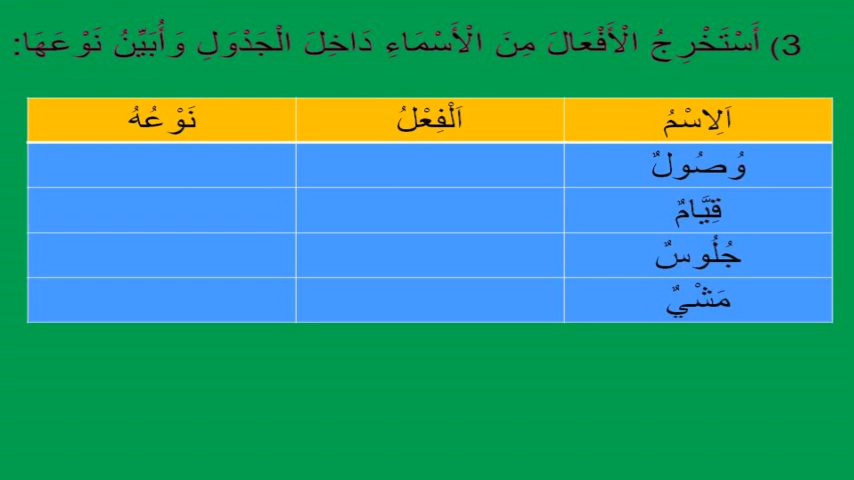 3) أَسْتَخْرِجُ الْأَفْعَالَ مِنَ الْأَسْمَاءِ دَاخِلَ الْجَدْوَلِ وَأُبَيِّنُ نَوْعَهَا:
اَلِاسْمُ اَلْفِعْلُ نَوْعُهُ
وُصُولٌ
قِيَّامٌ
جُلُوسٌ
مَشْيٌ